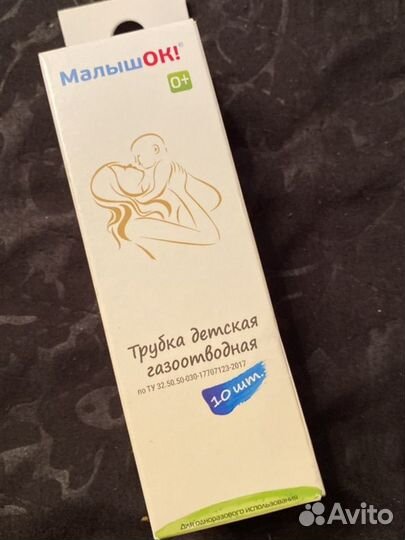 МалышОК!®
0+
Трубка детская
газоотводная
по ТУ 32.50.50-030-17707123-2017
10 шт.
Для одноразового использования
Avito